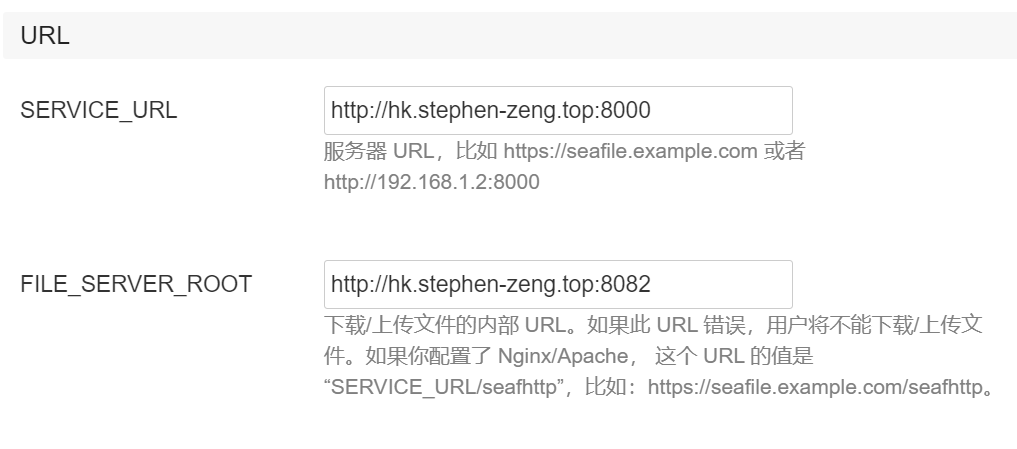 URL
SERVICE_URL
http://hk.stephen-zeng.top:8000
服务器 URL，比如 https://seafile.example.com 或者
http://192.168.1.2:8000
FILE_SERVER_ROOT
http://hk.stephen-zeng.top:8082
下载/上传文件的内部 URL。如果此 URL 错误，用户将不能下载/上传文
件。如果你配置了 Nginx/Apache， 这个 URL 的值是
“SERVICE_URL/seafhttp”，比如：https://seafile.example.com/seafhttp。